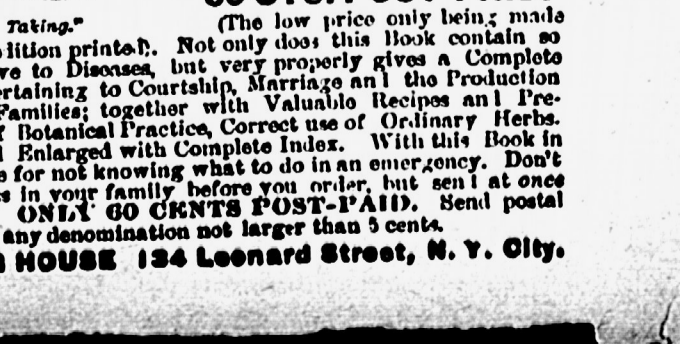 Taking." (The low price only being made
dition printed. Not only does this Book contain so
ve to Diseases, but very properly gives a Complete
ertaining to Courtship, Marriage and the Production
Families; together with Valuable Recipes and Pre-
f Botanical Practice, Correct use of Ordinary Herbs.
d Enlarged with Complete Index. With this Book in
e for not knowing what to do in an emergency. Don't
s in your family before you order, but send at once
ONLY 60 CENTS POST-PAID. Send postal
any denomination not larger than 5 cents.
HOUSE 134 Leonard Street, N. Y. City.